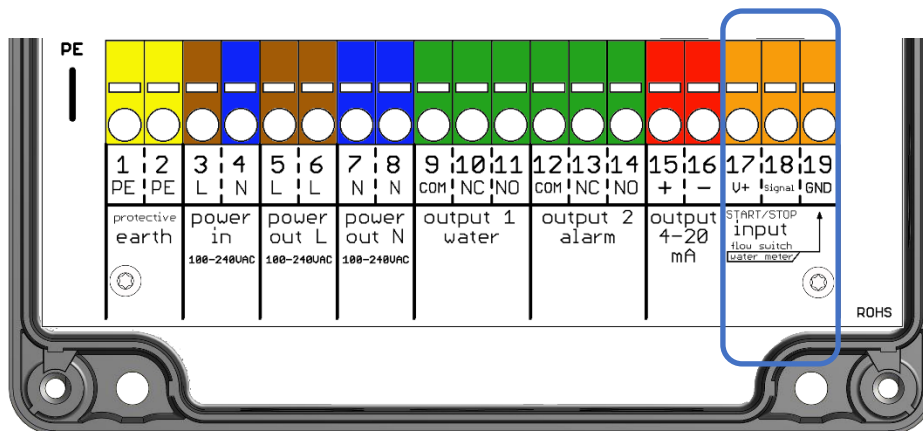 PE
1 2 3 4 5 6 7 8 9 10 11 12 13 14 15 16 17 18 19
PE PE L N L L N N COM NC NO COM NC NO + - V+ Signal GND
protective earth
power in
100-240VAC
power out L
100-240VAC
power out N
100-240VAC
output 1
water
output 2
alarm
output
4-20
mA
START/STOP
input
flow switch
water meter
ROHS